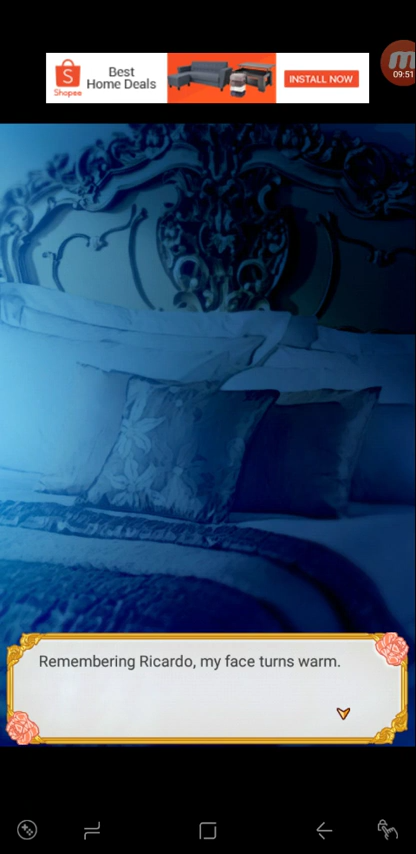 Best
Home Deals
Shopee
INSTALL NOW
09:51
Remembering Ricardo, my face turns warm.